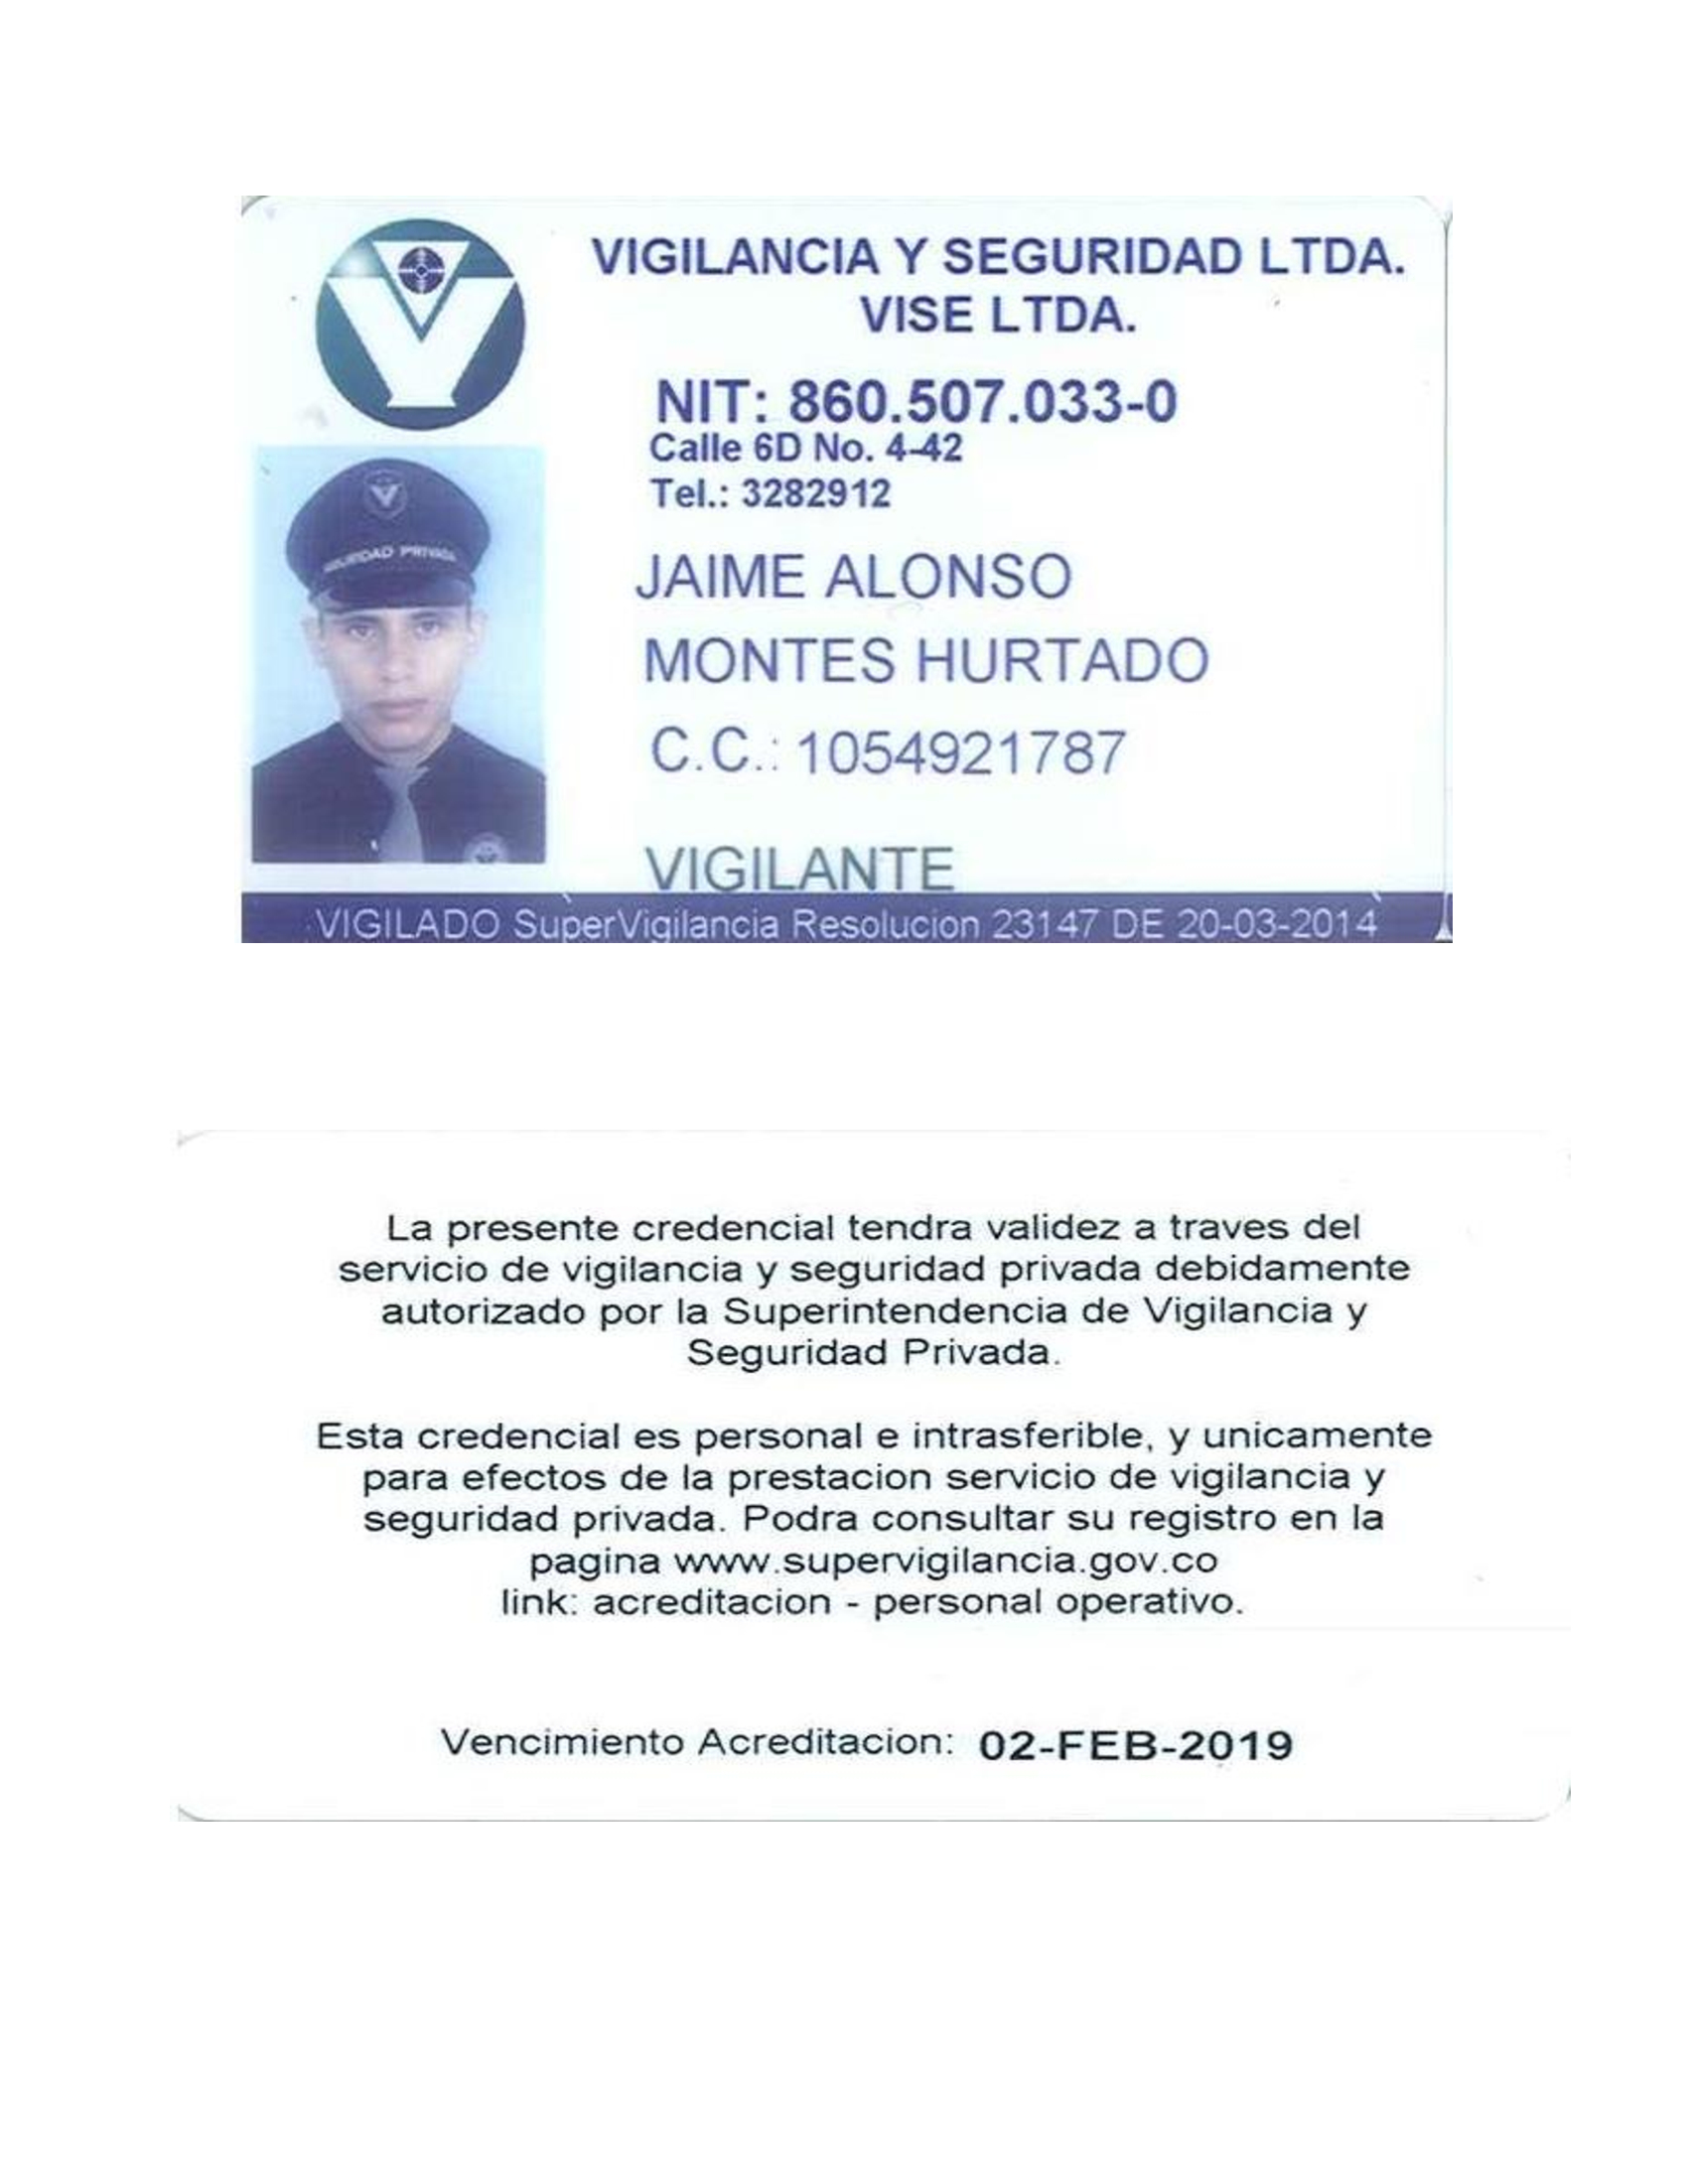 VIGILANCIA Y SEGURIDAD LTDA.
VISE LTDA.
NIT: 860.507.033-0
Calle 6D No. 4-42
Tel.: 3282912
SEGURIDAD PRIVADA
JAIME ALONSO
MONTES HURTADO
C.C.: 1054921787
VIGILANTE
VIGILADO SuperVigilancia Resolucion 23147 DE 20-03-2014
La presente credencial tendra validez a traves del
servicio de vigilancia y seguridad privada debidamente
autorizado por la Superintendencia de Vigilancia y
Seguridad Privada.
Esta credencial es personal e intrasferible, y unicamente
para efectos de la prestacion servicio de vigilancia y
seguridad privada. Podra consultar su registro en la
pagina www.supervigilancia.gov.co
link: acreditacion - personal operativo.
Vencimiento Acreditacion: 02-FEB-2019